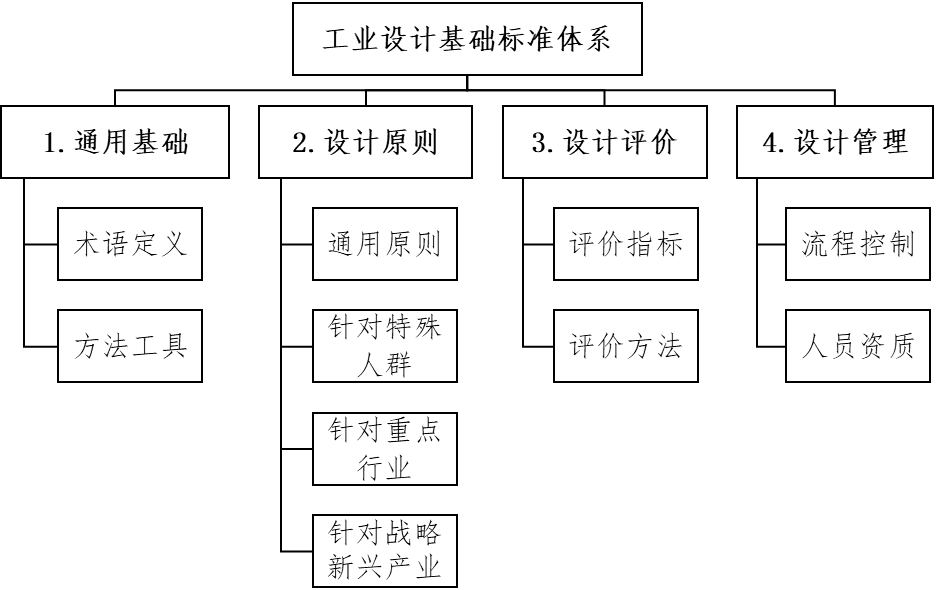 工业设计基础标准体系
1.通用基础
2.设计原则
3.设计评价
4.设计管理
术语定义
通用原则
评价指标
流程控制
方法工具
针对特殊
人群
评价方法
人员资质
针对重点
行业
针对战略
新兴产业